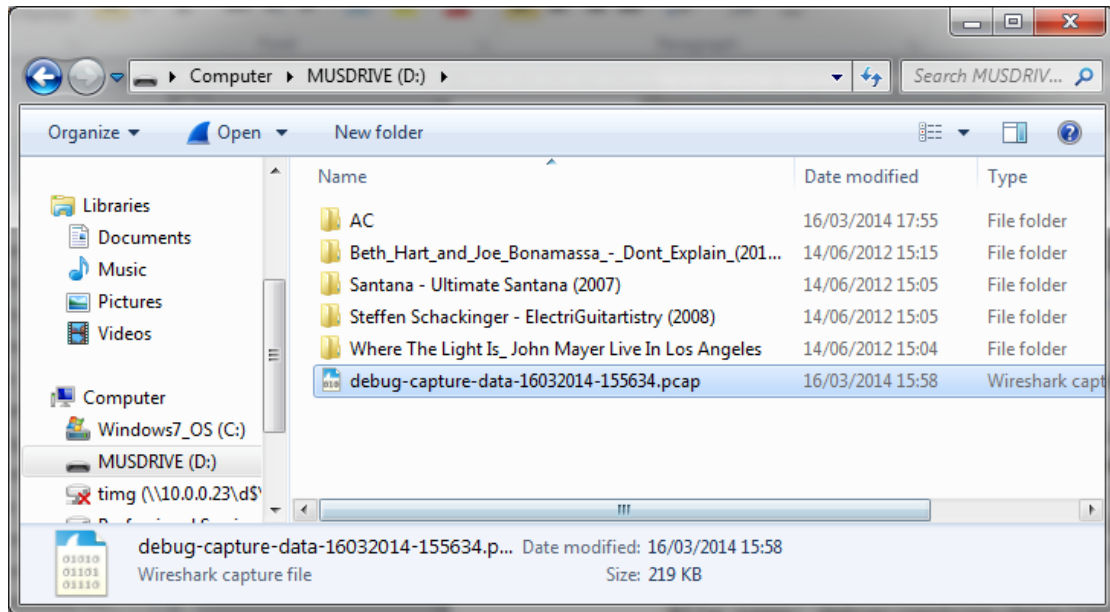 Computer MUSDRIVE (D:) Search MUSDRIV...
Organize Open New folder
Name Date modified Type
Libraries
Documents
Music
Pictures
Videos
Computer
Windows7_OS (C:)
MUSDRIVE (D:)
timg (\\10.0.0.23\d$\
AC 16/03/2014 17:55 File folder
Beth_Hart_and_Joe_Bonamassa_-_Dont_Explain_(201... 14/06/2012 15:15 File folder
Santana - Ultimate Santana (2007) 14/06/2012 15:05 File folder
Steffen Schackinger - ElectriGuitartistry (2008) 14/06/2012 15:05 File folder
Where The Light Is_ John Mayer Live In Los Angeles 14/06/2012 15:04 File folder
debug-capture-data-16032014-155634.pcap 16/03/2014 15:58 Wireshark capt
debug-capture-data-16032014-155634.p... Date modified: 16/03/2014 15:58
Wireshark capture file Size: 219 KB
01010
01101
01110